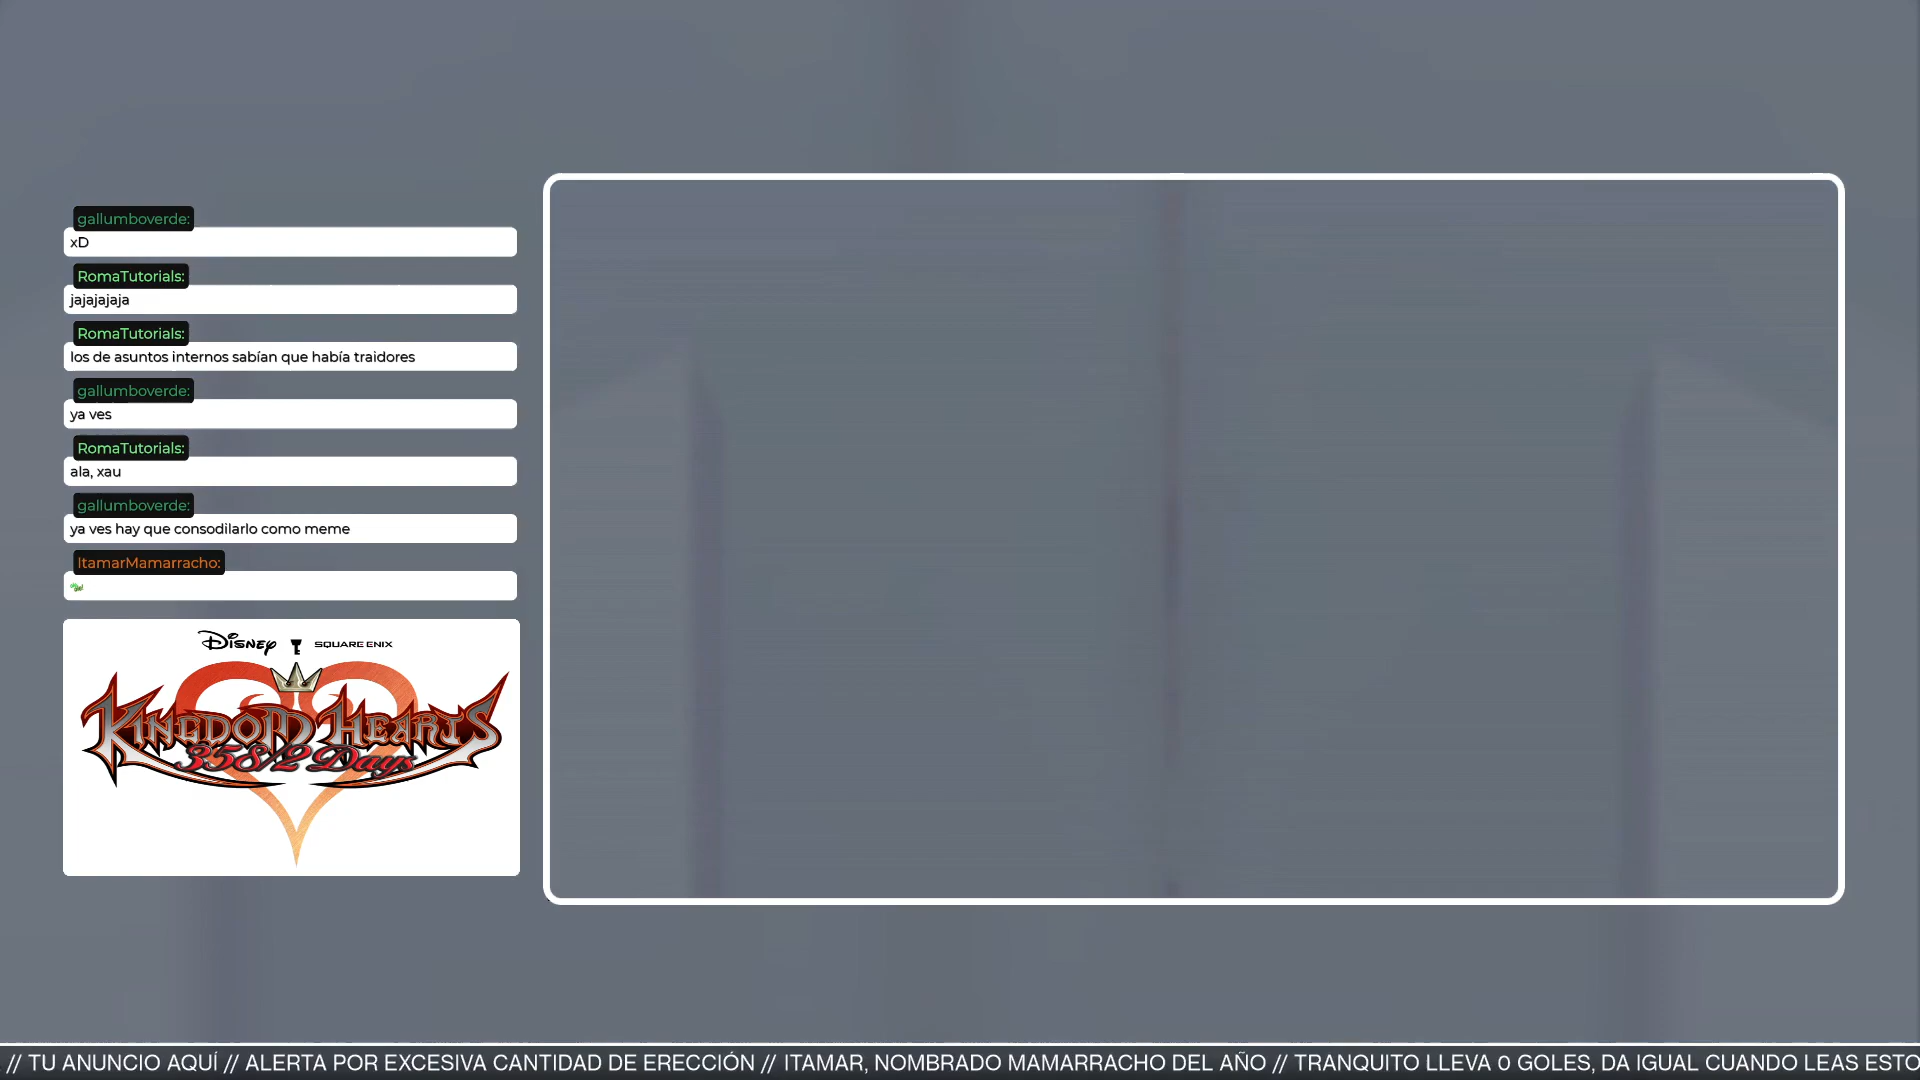 gallumboverde:
xD
RomaTutorials:
jajajajaja
RomaTutorials:
los de asuntos internos sabían que había traidores
gallumboverde:
ya ves
RomaTutorials:
ala, xau
gallumboverde:
ya ves hay que consodilarlo como meme
ItamarMamarracho:
Disney SQUARE ENIX
KINGDOM HEARTS
358/2 Days
// TU ANUNCIO AQUÍ // ALERTA POR EXCESIVA CANTIDAD DE ERECCIÓN // ITAMAR, NOMBRADO MAMARRACHO DEL AÑO // TRANQUITO LLEVA 0 GOLES, DA IGUAL CUANDO LEAS ESTO